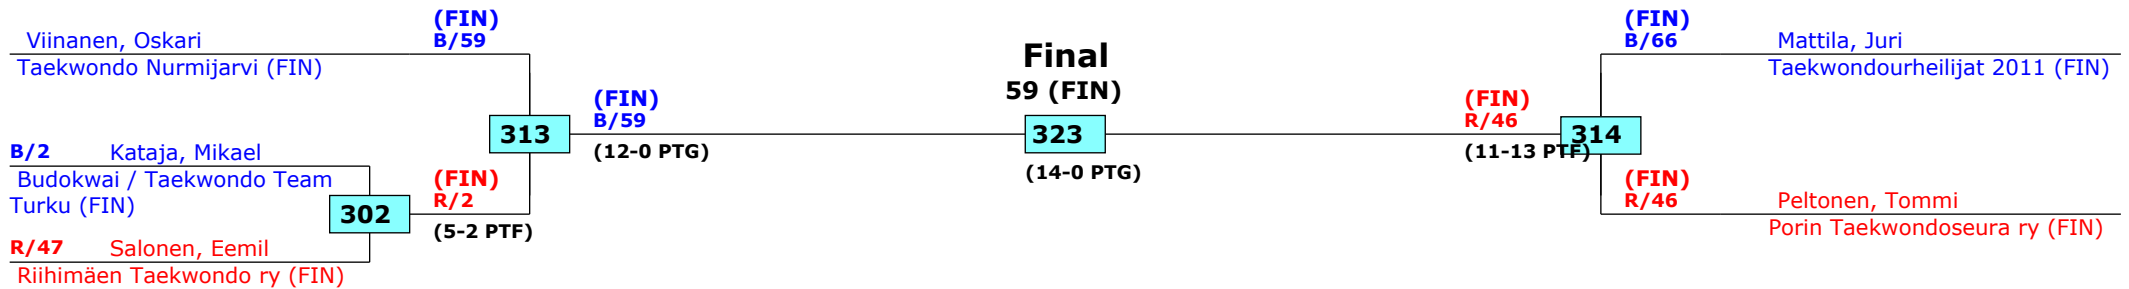 (FIN)
B/59
Viinanen, Oskari
Taekwondo Nurmijarvi (FIN)
B/2 Kataja, Mikael
Budokwai / Taekwondo Team
Turku (FIN)
R/47 Salonen, Eemil
Riihimäen Taekwondo ry (FIN)
302
(FIN)
R/2
(5-2 PTF)
313
(FIN)
B/59
(12-0 PTG)
Final
59 (FIN)
323
(14-0 PTG)
(FIN)
R/46
(11-13 PTF)
314
(FIN)
B/66
Mattila, Juri
Taekwondourheilijat 2011 (FIN)
(FIN)
R/46
Peltonen, Tommi
Porin Taekwondoseura ry (FIN)